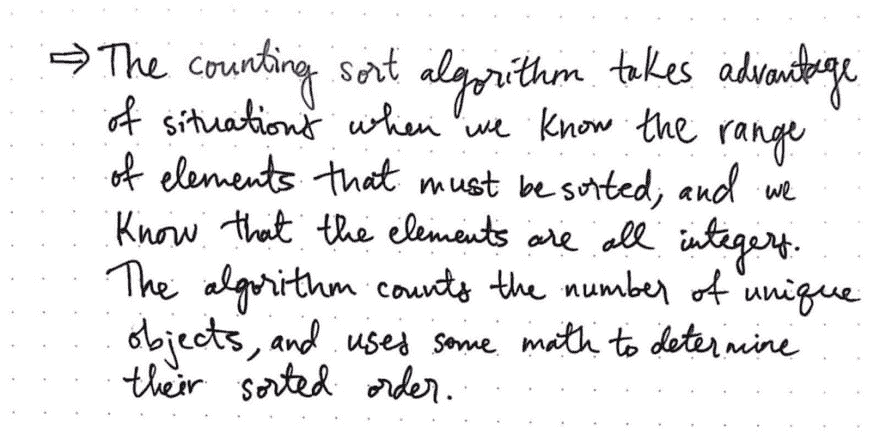 ⇒ The counting sort algorithm takes advantage
of situations when we know the range
of elements that must be sorted, and we
know that the elements are all integers.
The algorithm counts the number of unique
objects, and uses some math to determine
their sorted order.